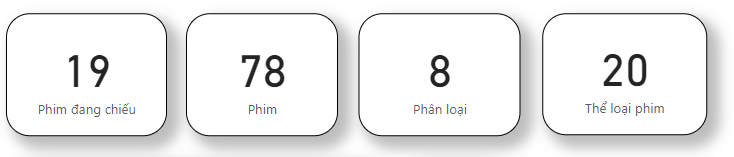 19
Phim đang chiếu
78
Phim
8
Phân loại
20
Thể loại phim